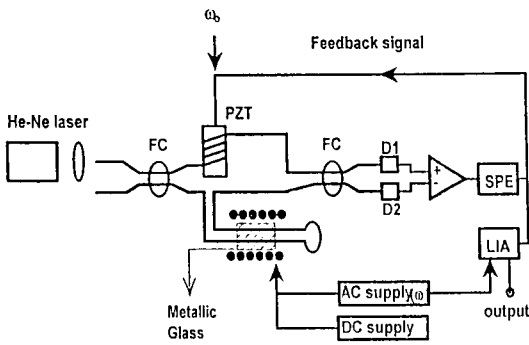 ω₀
Feedback signal
He-Ne laser
PZT
FC
FC
D1
D2
+
-
SPE
LIA
AC supply(ω
DC supply
output
Metallic
Glass